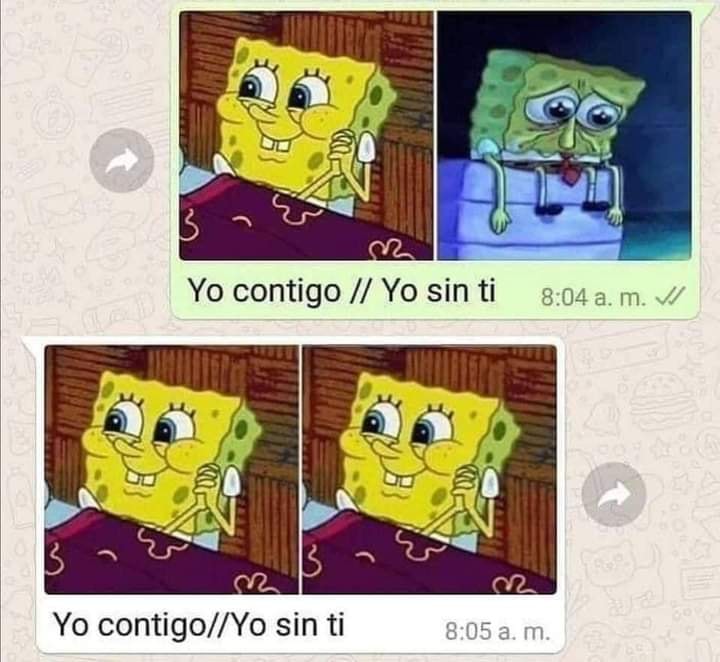 Yo contigo // Yo sin ti
8:04 a. m.
Yo contigo//Yo sin ti
8:05 a. m.